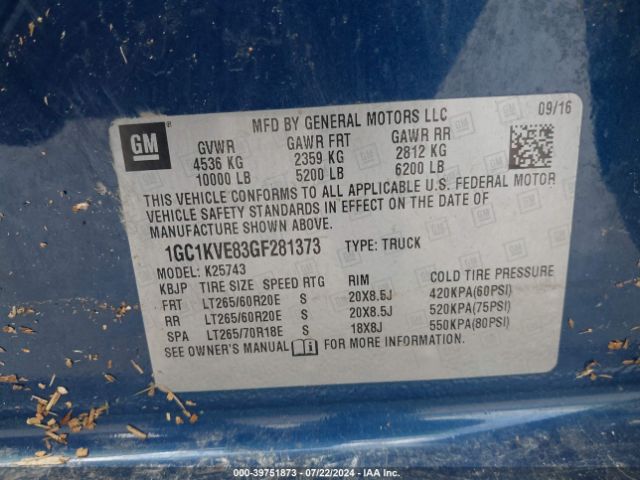 MFD BY GENERAL MOTORS LLC 09/16
GM
GVWR GAWR FRT GAWR RR
4536 KG 2359 KG 2812 KG
10000 LB 5200 LB 6200 LB
THIS VEHICLE CONFORMS TO ALL APPLICABLE U.S. FEDERAL MOTOR
VEHICLE SAFETY STANDARDS IN EFFECT ON THE DATE OF
MANUFACTURE SHOWN ABOVE.
1GC1KVE83GF281373 TYPE: TRUCK
MODEL: K25743
KBJP TIRE SIZE SPEED RTG RIM COLD TIRE PRESSURE
FRT LT265/60R20E S 20X8.5J 420KPA(60PSI)
RR LT265/60R20E S 20X8.5J 520KPA(75PSI)
SPA LT265/70R18E S 18X8J 550KPA(80PSI)
SEE OWNER'S MANUAL FOR MORE INFORMATION
000-39751873 - 07/22/2024 - IAA Inc.